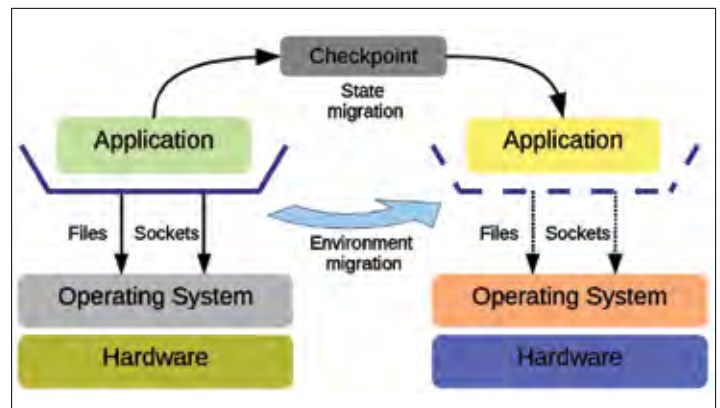 Checkpoint
State
migration
Application
Application
Files Sockets
Environment
migration
Files Sockets
Operating System
Operating System
Hardware
Hardware